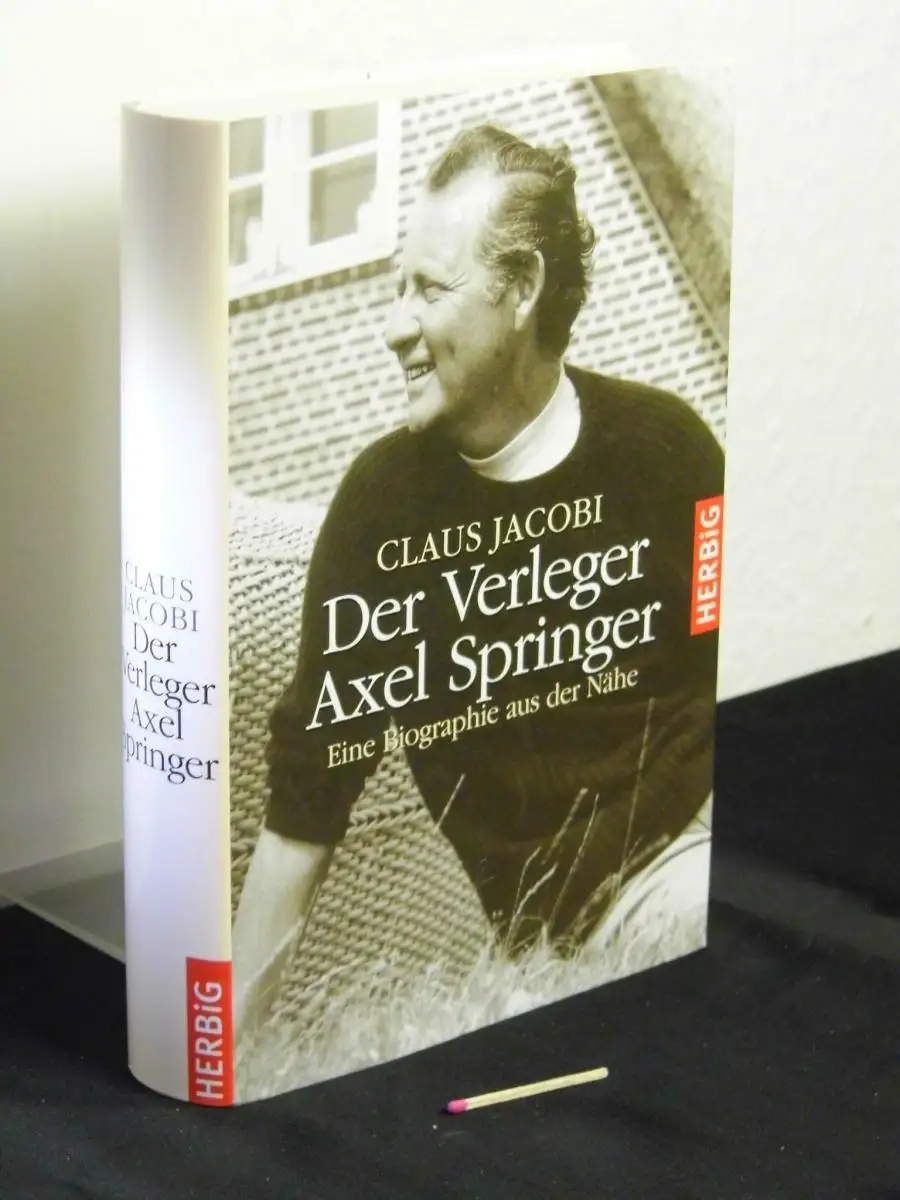 CLAUS JACOBI
Der Verleger
Axel Springer
Eine Biographie aus der Nähe
HERBiG
CLAUS
JACOBI
Der
Verleger
Axel
Springer
HERBiG